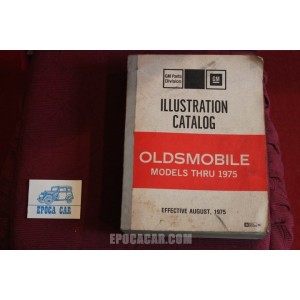 GM Parts
Division
GM
ILLUSTRATION
CATALOG
OLDSMOBILE
MODELS THRU 1975
EFFECTIVE AUGUST, 1975
EPOCA CAR
EPOCACAR.COM